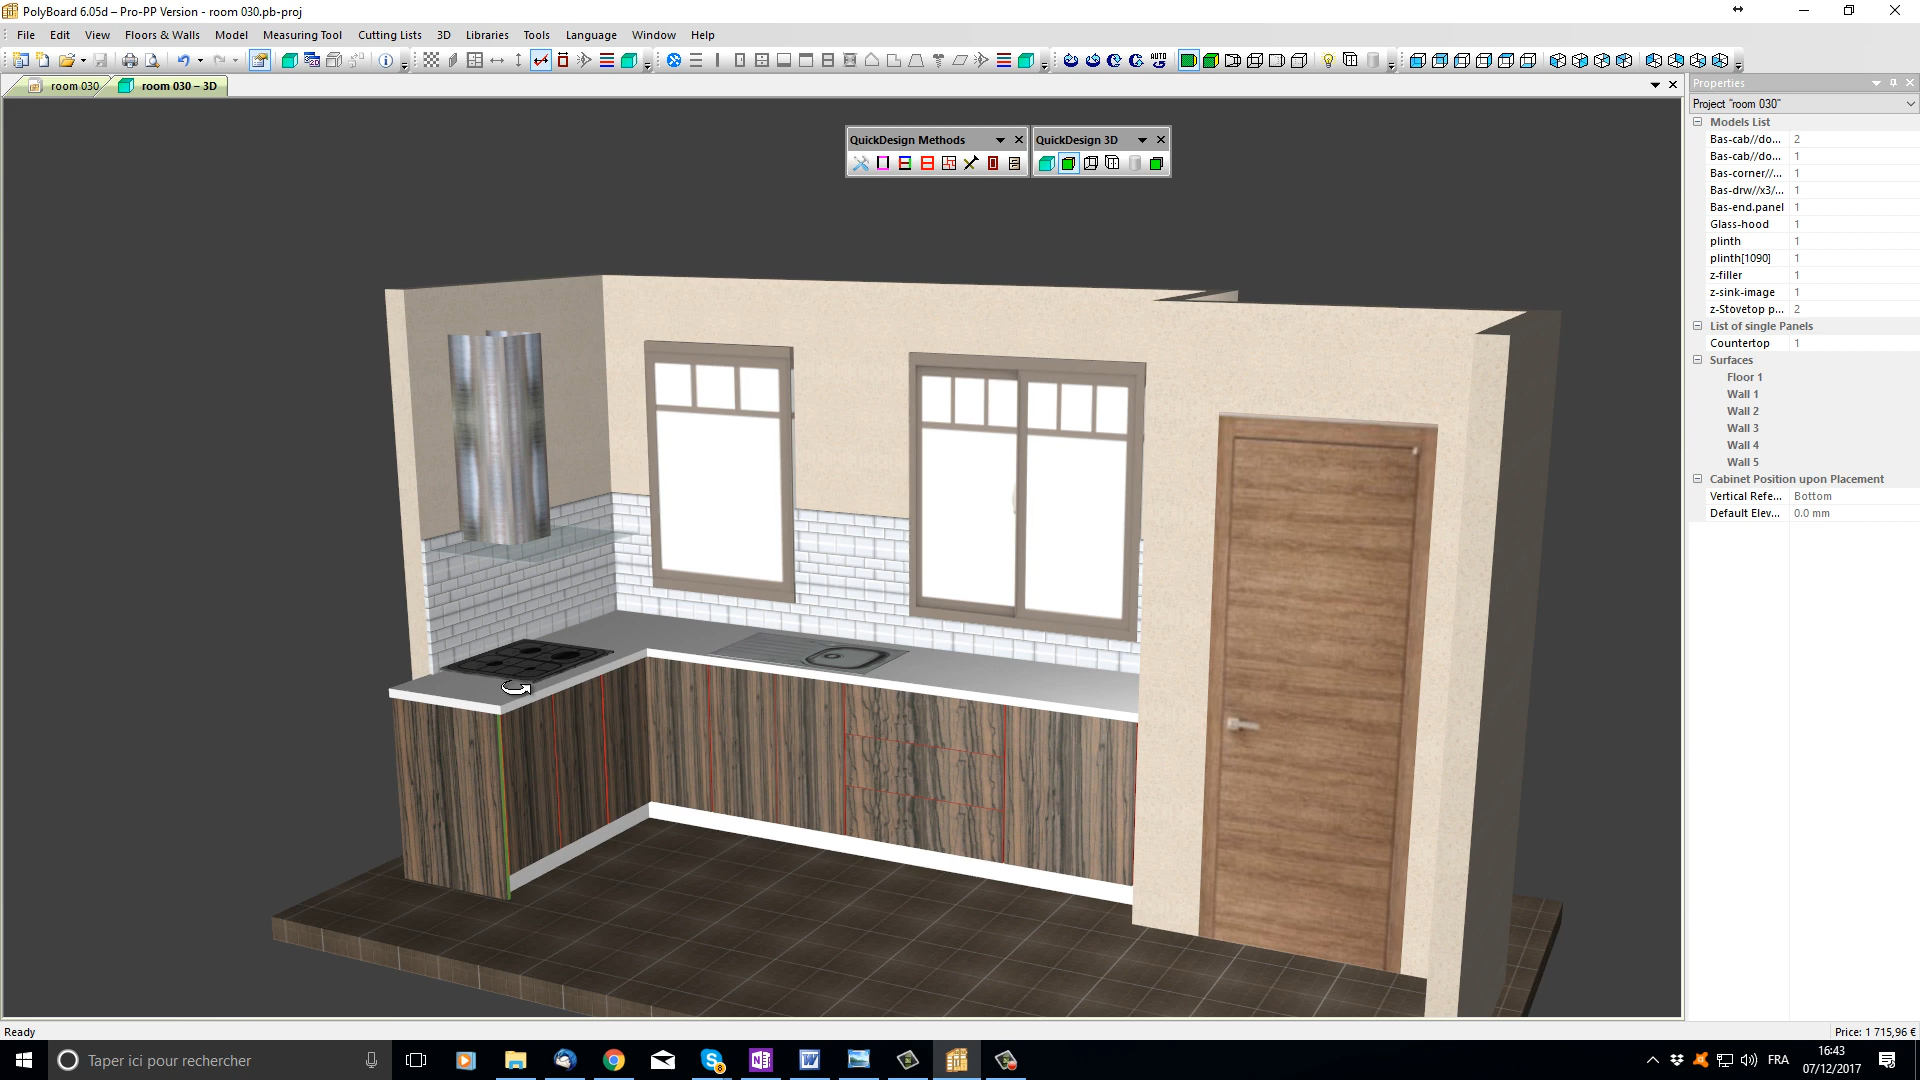 PolyBoard 6.05d – Pro-PP Version - room 030.pb-proj
File Edit View Floors & Walls Model Measuring Tool Cutting Lists 3D Libraries Tools Language Window Help
AUTO
room 030
room 030 – 3D
Properties
Project "room 030"
QuickDesign Methods
QuickDesign 3D
Models List
Bas-cab//do... 2
Bas-cab//do... 1
Bas-corner//... 1
Bas-drw//x3/... 1
Bas-end.panel 1
Glass-hood 1
plinth 1
plinth[1090] 1
z-filler 1
z-sink-image 1
z-Stovetop p... 2
List of single Panels
Countertop 1
Surfaces
Floor 1
Wall 1
Wall 2
Wall 3
Wall 4
Wall 5
Cabinet Position upon Placement
Vertical Refe... Bottom
Default Elev... 0.0 mm
Ready
Price: 1 715,96 €
Taper ici pour rechercher
8
FRA
16:43
07/12/2017